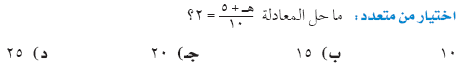 اختيار من متعدد: ما حل المعادلة (هـ + ٥)/١٠ = ٢؟
١٠ ب) ١٥ جـ) ٢٠ د) ٢٥